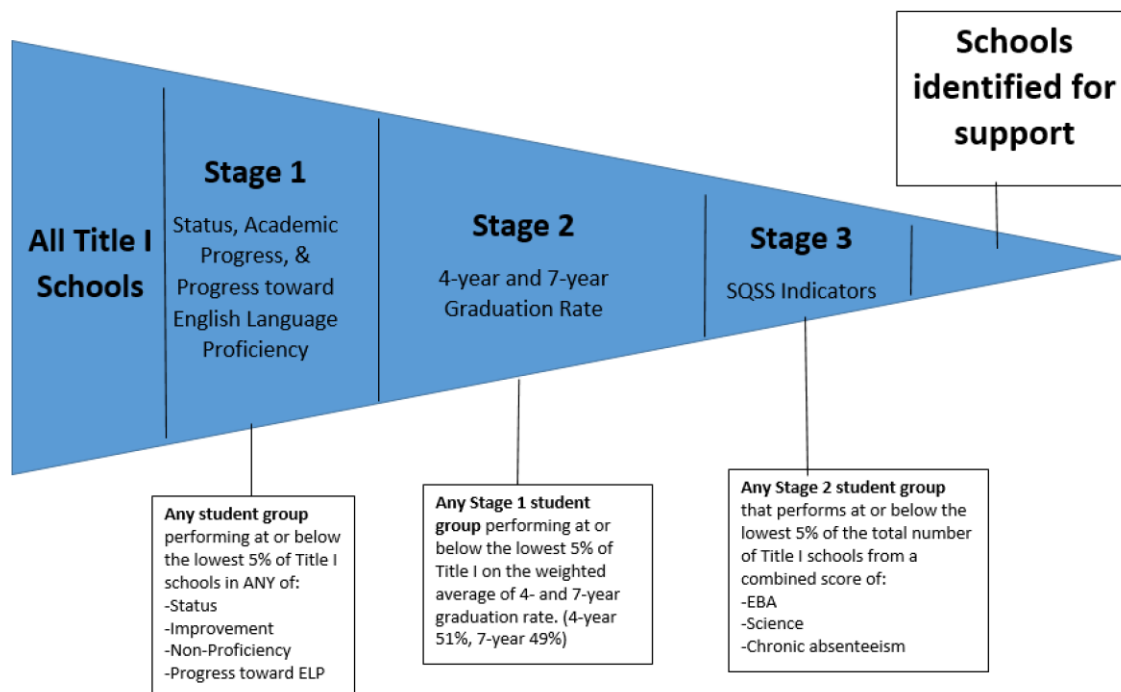 All Title I
Schools
Stage 1
Status, Academic
Progress, &
Progress toward
English Language
Proficiency
Stage 2
4-year and 7-year
Graduation Rate
Stage 3
SQSS Indicators
Schools
identified for
support
Any student group
performing at or below
the lowest 5% of Title I
schools in ANY of:
-Status
-Improvement
-Non-Proficiency
-Progress toward ELP
Any Stage 1 student
group performing at or
below the lowest 5% of
Title I on the weighted
average of 4- and 7-year
graduation rate. (4-year
51%, 7-year 49%)
Any Stage 2 student group
that performs at or below the
lowest 5% of the total number
of Title I schools from a
combined score of:
-EBA
-Science
-Chronic absenteeism